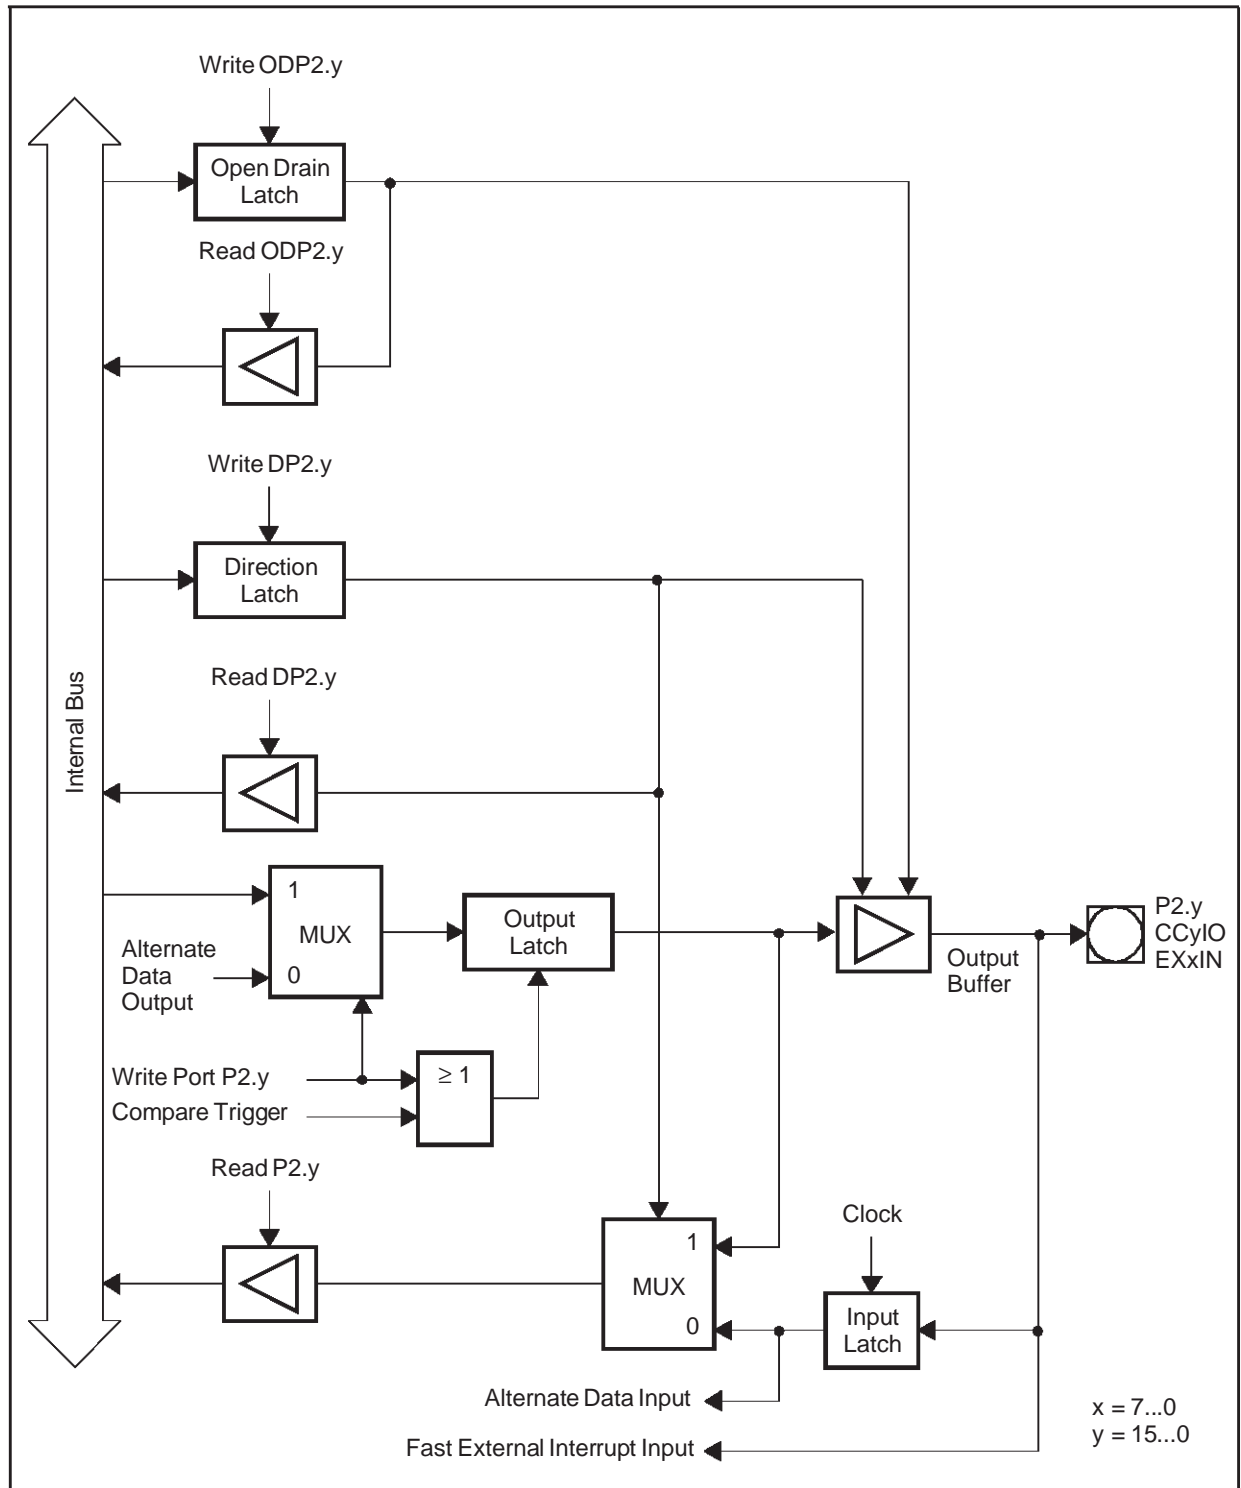 Write ODP2.y
Open Drain
Latch
Read ODP2.y
Write DP2.y
Direction
Latch
Internal Bus
Read DP2.y
1
MUX
0
Alternate
Data
Output
Output
Latch
Output
Buffer
P2.y
CCyIO
EXxIN
Write Port P2.y
≥ 1
Compare Trigger
Read P2.y
1
MUX
0
Clock
Input
Latch
Alternate Data Input
Fast External Interrupt Input
x = 7...0
y = 15...0